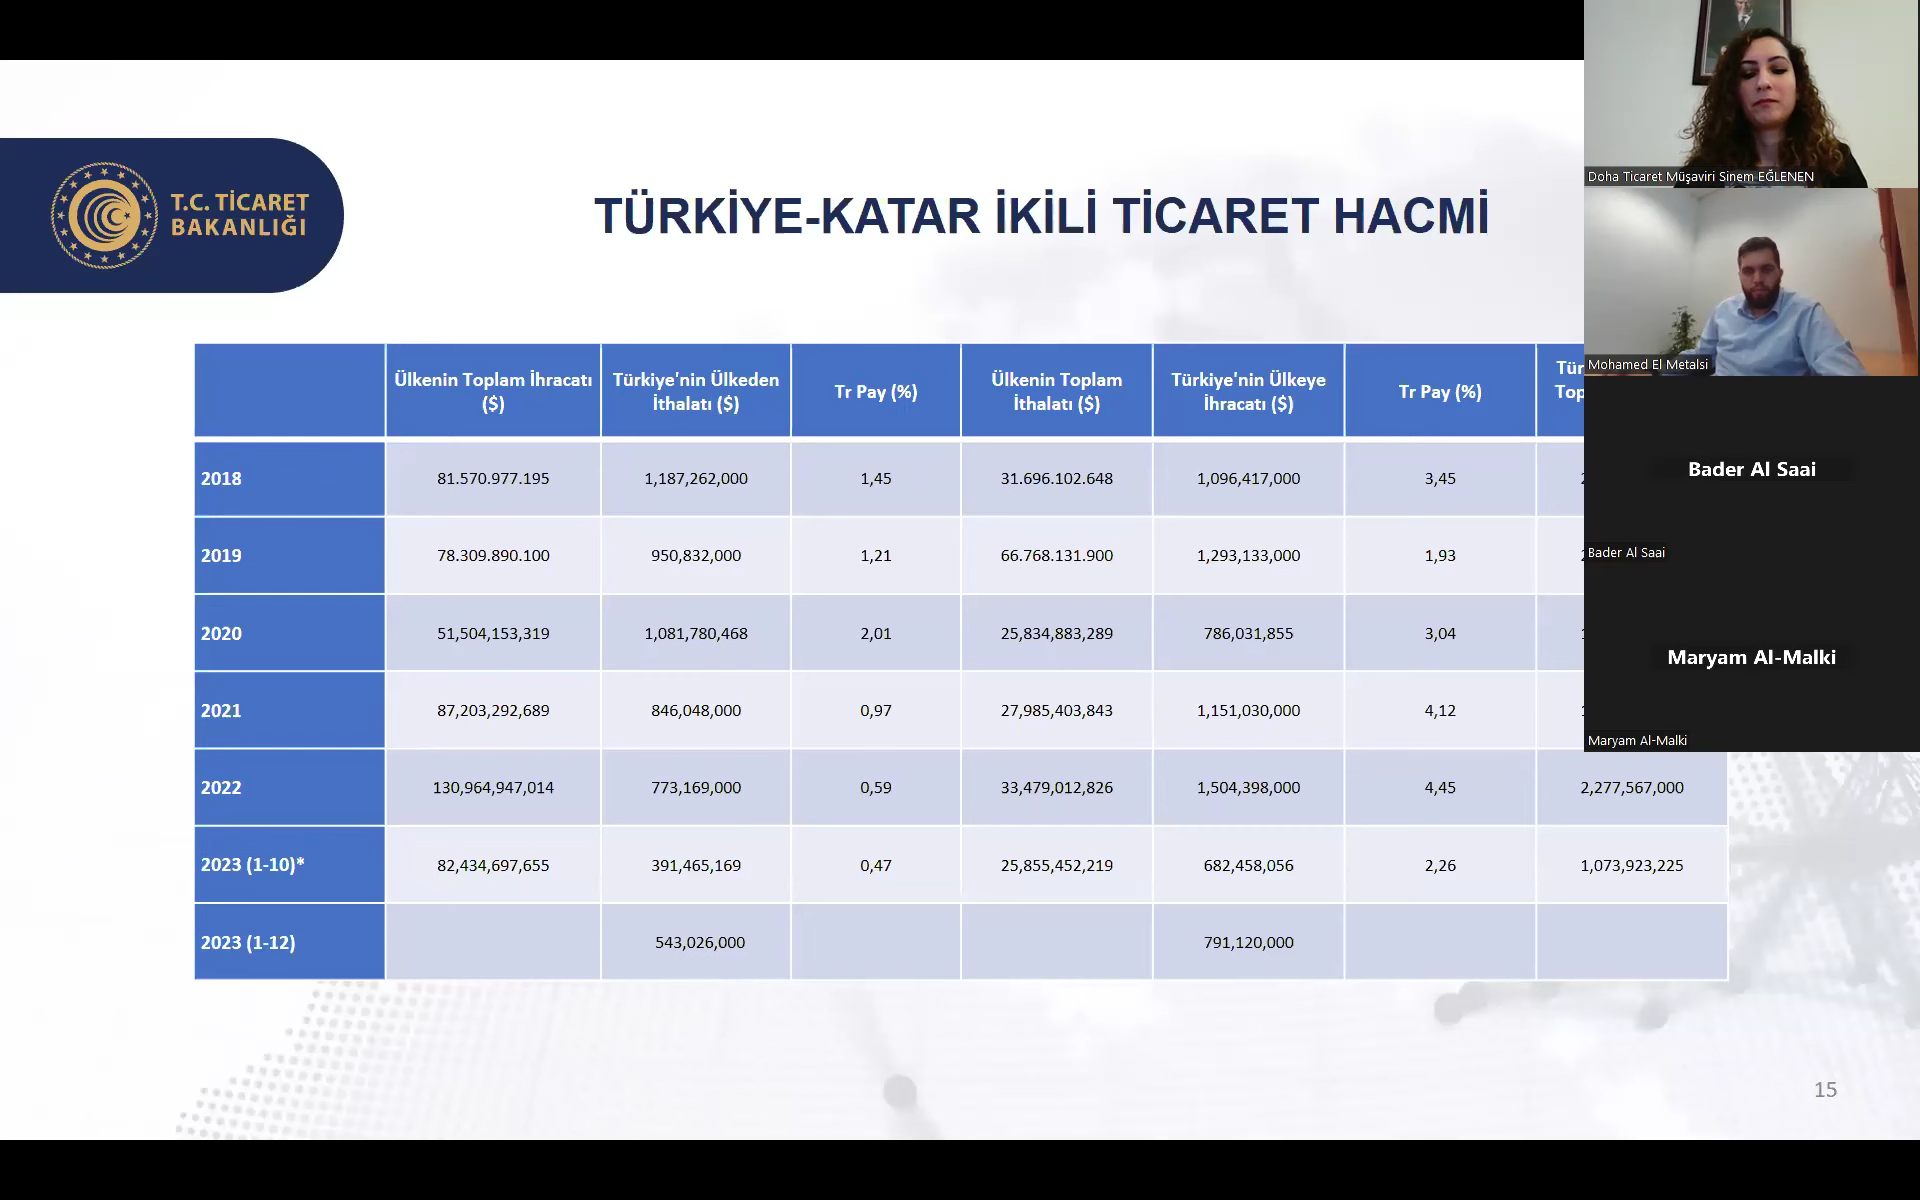 T.C. TİCARET
BAKANLIĞI
TÜRKİYE-KATAR İKİLİ TİCARET HACMİ
Ülkenin Toplam İhracatı
($)
Türkiye'nin Ülkeden
İthalatı ($)
Tr Pay (%)
Ülkenin Toplam
İthalatı ($)
Türkiye'nin Ülkeye
İhracatı ($)
Tr Pay (%)
2018 81.570.977.195 1,187,262,000 1,45 31.696.102.648 1,096,417,000 3,45
2019 78.309.890.100 950,832,000 1,21 66.768.131.900 1,293,133,000 1,93
2020 51,504,153,319 1,081,780,468 2,01 25,834,883,289 786,031,855 3,04
2021 87,203,292,689 846,048,000 0,97 27,985,403,843 1,151,030,000 4,12
2022 130,964,947,014 773,169,000 0,59 33,479,012,826 1,504,398,000 4,45 2,277,567,000
2023 (1-10)* 82,434,697,655 391,465,169 0,47 25,855,452,219 682,458,056 2,26 1,073,923,225
2023 (1-12) 543,026,000 791,120,000
15
Doha Ticaret Müşaviri Sinem EĞLENEN
Mohamed El Metalsi
Bader Al Saai
Bader Al Saai
Maryam Al-Malki
Maryam Al-Malki